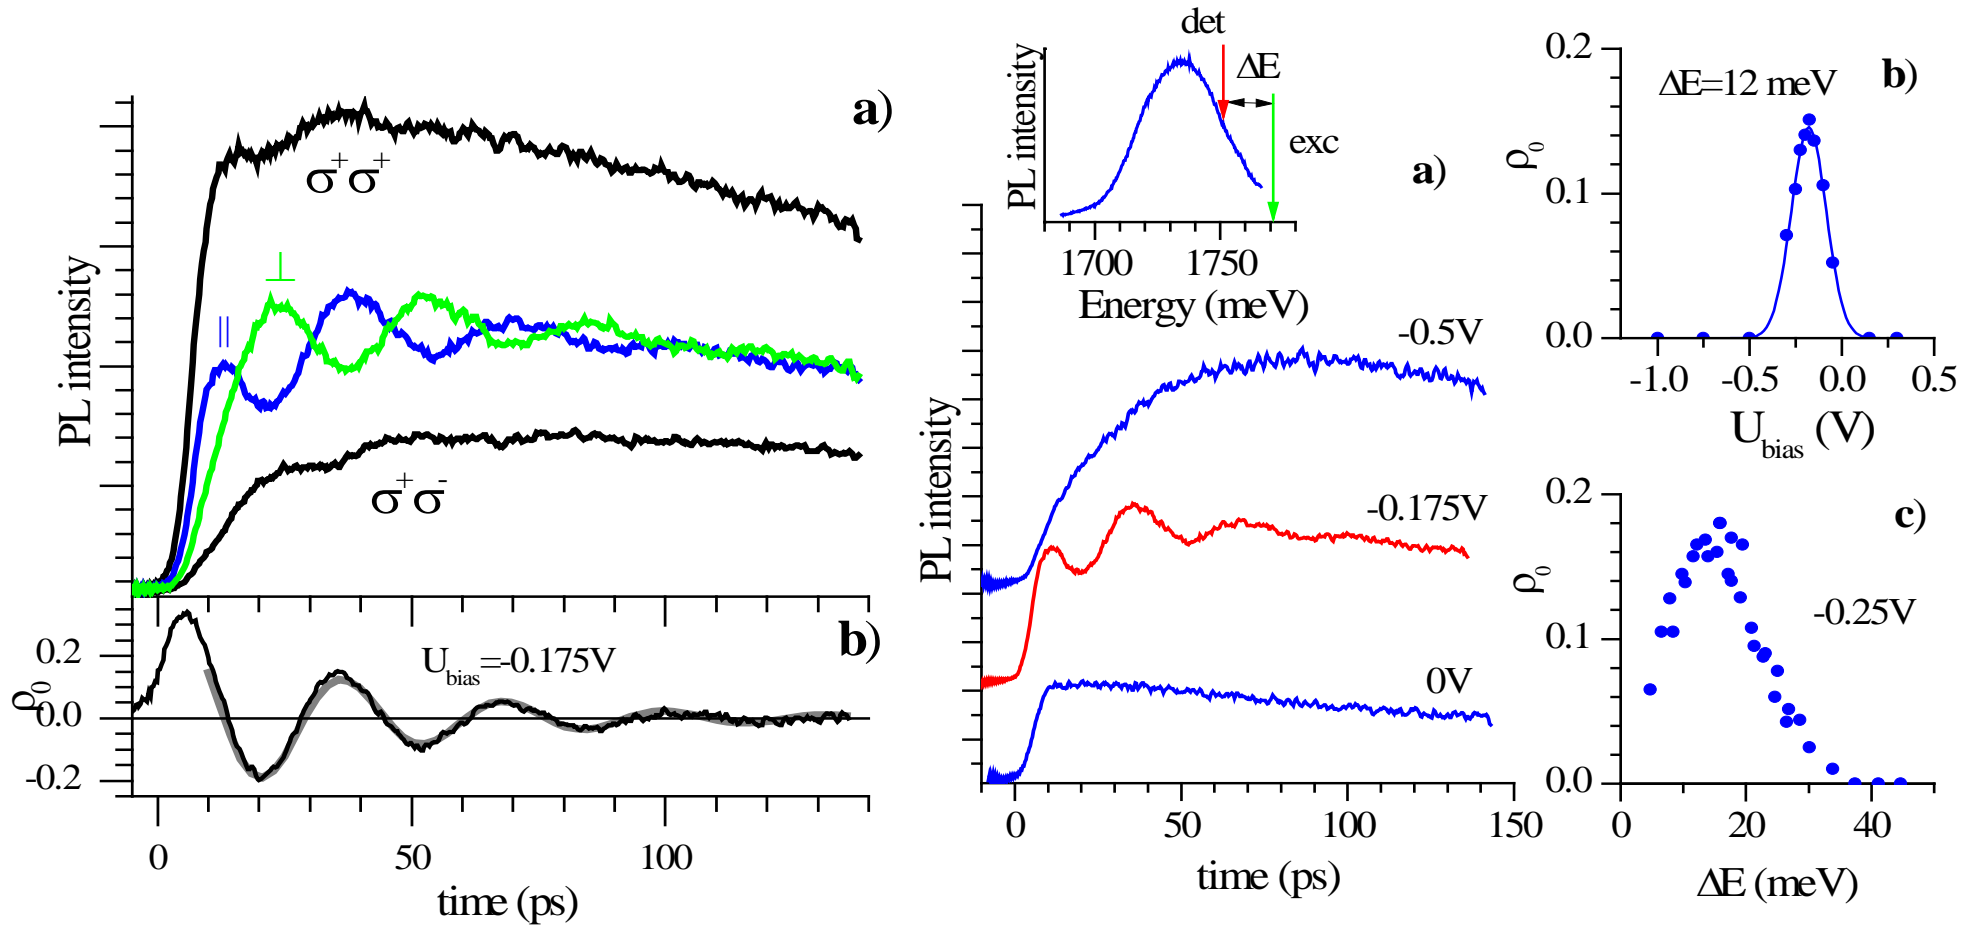 a)
σ⁺σ⁺
⊥
||
σ⁺σ⁻
PL intensity
b)
U_bias=-0.175V
ρ₀
0.2
0.0
-0.2
0
50
100
time (ps)
det
ΔE
exc
PL intensity
1700
1750
Energy (meV)
a)
-0.5V
-0.175V
0V
PL intensity
0
50
100
150
time (ps)
b)
ΔE=12 meV
ρ₀
0.2
0.1
0.0
-1.0
-0.5
0.0
0.5
U_bias (V)
c)
-0.25V
ρ₀
0.2
0.1
0.0
0
20
40
ΔE (meV)